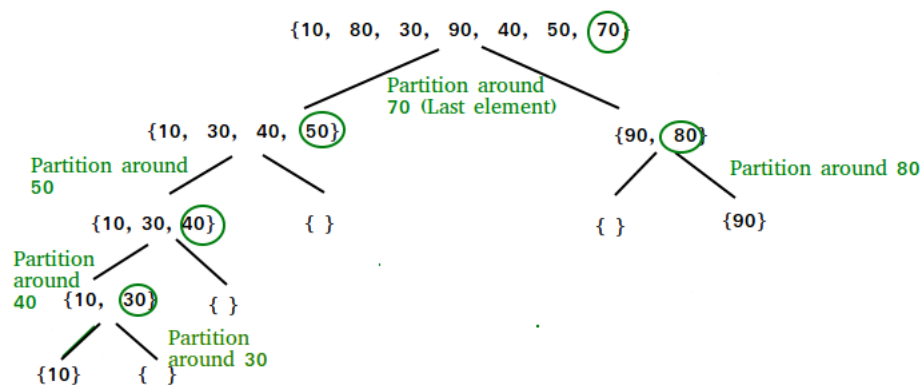 {10, 80, 30, 90, 40, 50, 70}
Partition around
70 (Last element)
{10, 30, 40, 50}
{90, 80}
Partition around
50
Partition around 80
{10, 30, 40}
{ }
{ }
{90}
Partition
around
40
{10, 30}
{ }
Partition
around 30
{10}
{ }